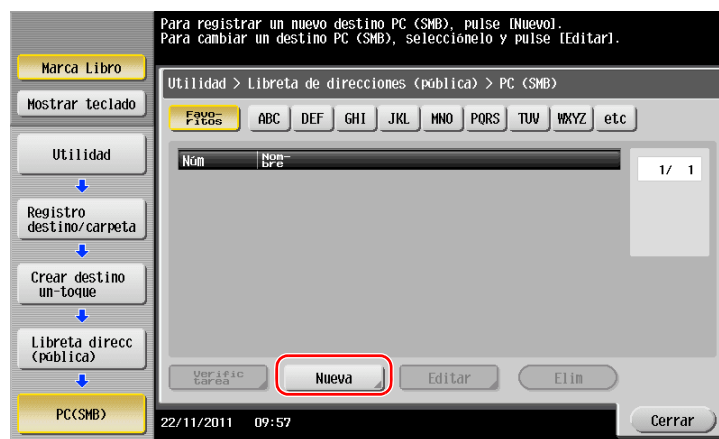 Para registrar un nuevo destino PC (SMB), pulse [Nuevo].
Para cambiar un destino PC (SMB), selecciónelo y pulse [Editar].
Marca Libro
Mostrar teclado
Utilidad
Registro
destino/carpeta
Crear destino
un-toque
Libreta direcc
(pública)
PC(SMB)
Utilidad > Libreta de direcciones (pública) > PC (SMB)
Favo-
ritos
ABC DEF GHI JKL MNO PQRS TUV WXYZ etc
Núm Nom-
bre
1/ 1
Verific
tarea
Nueva Editar Elim
22/11/2011 09:57
Cerrar